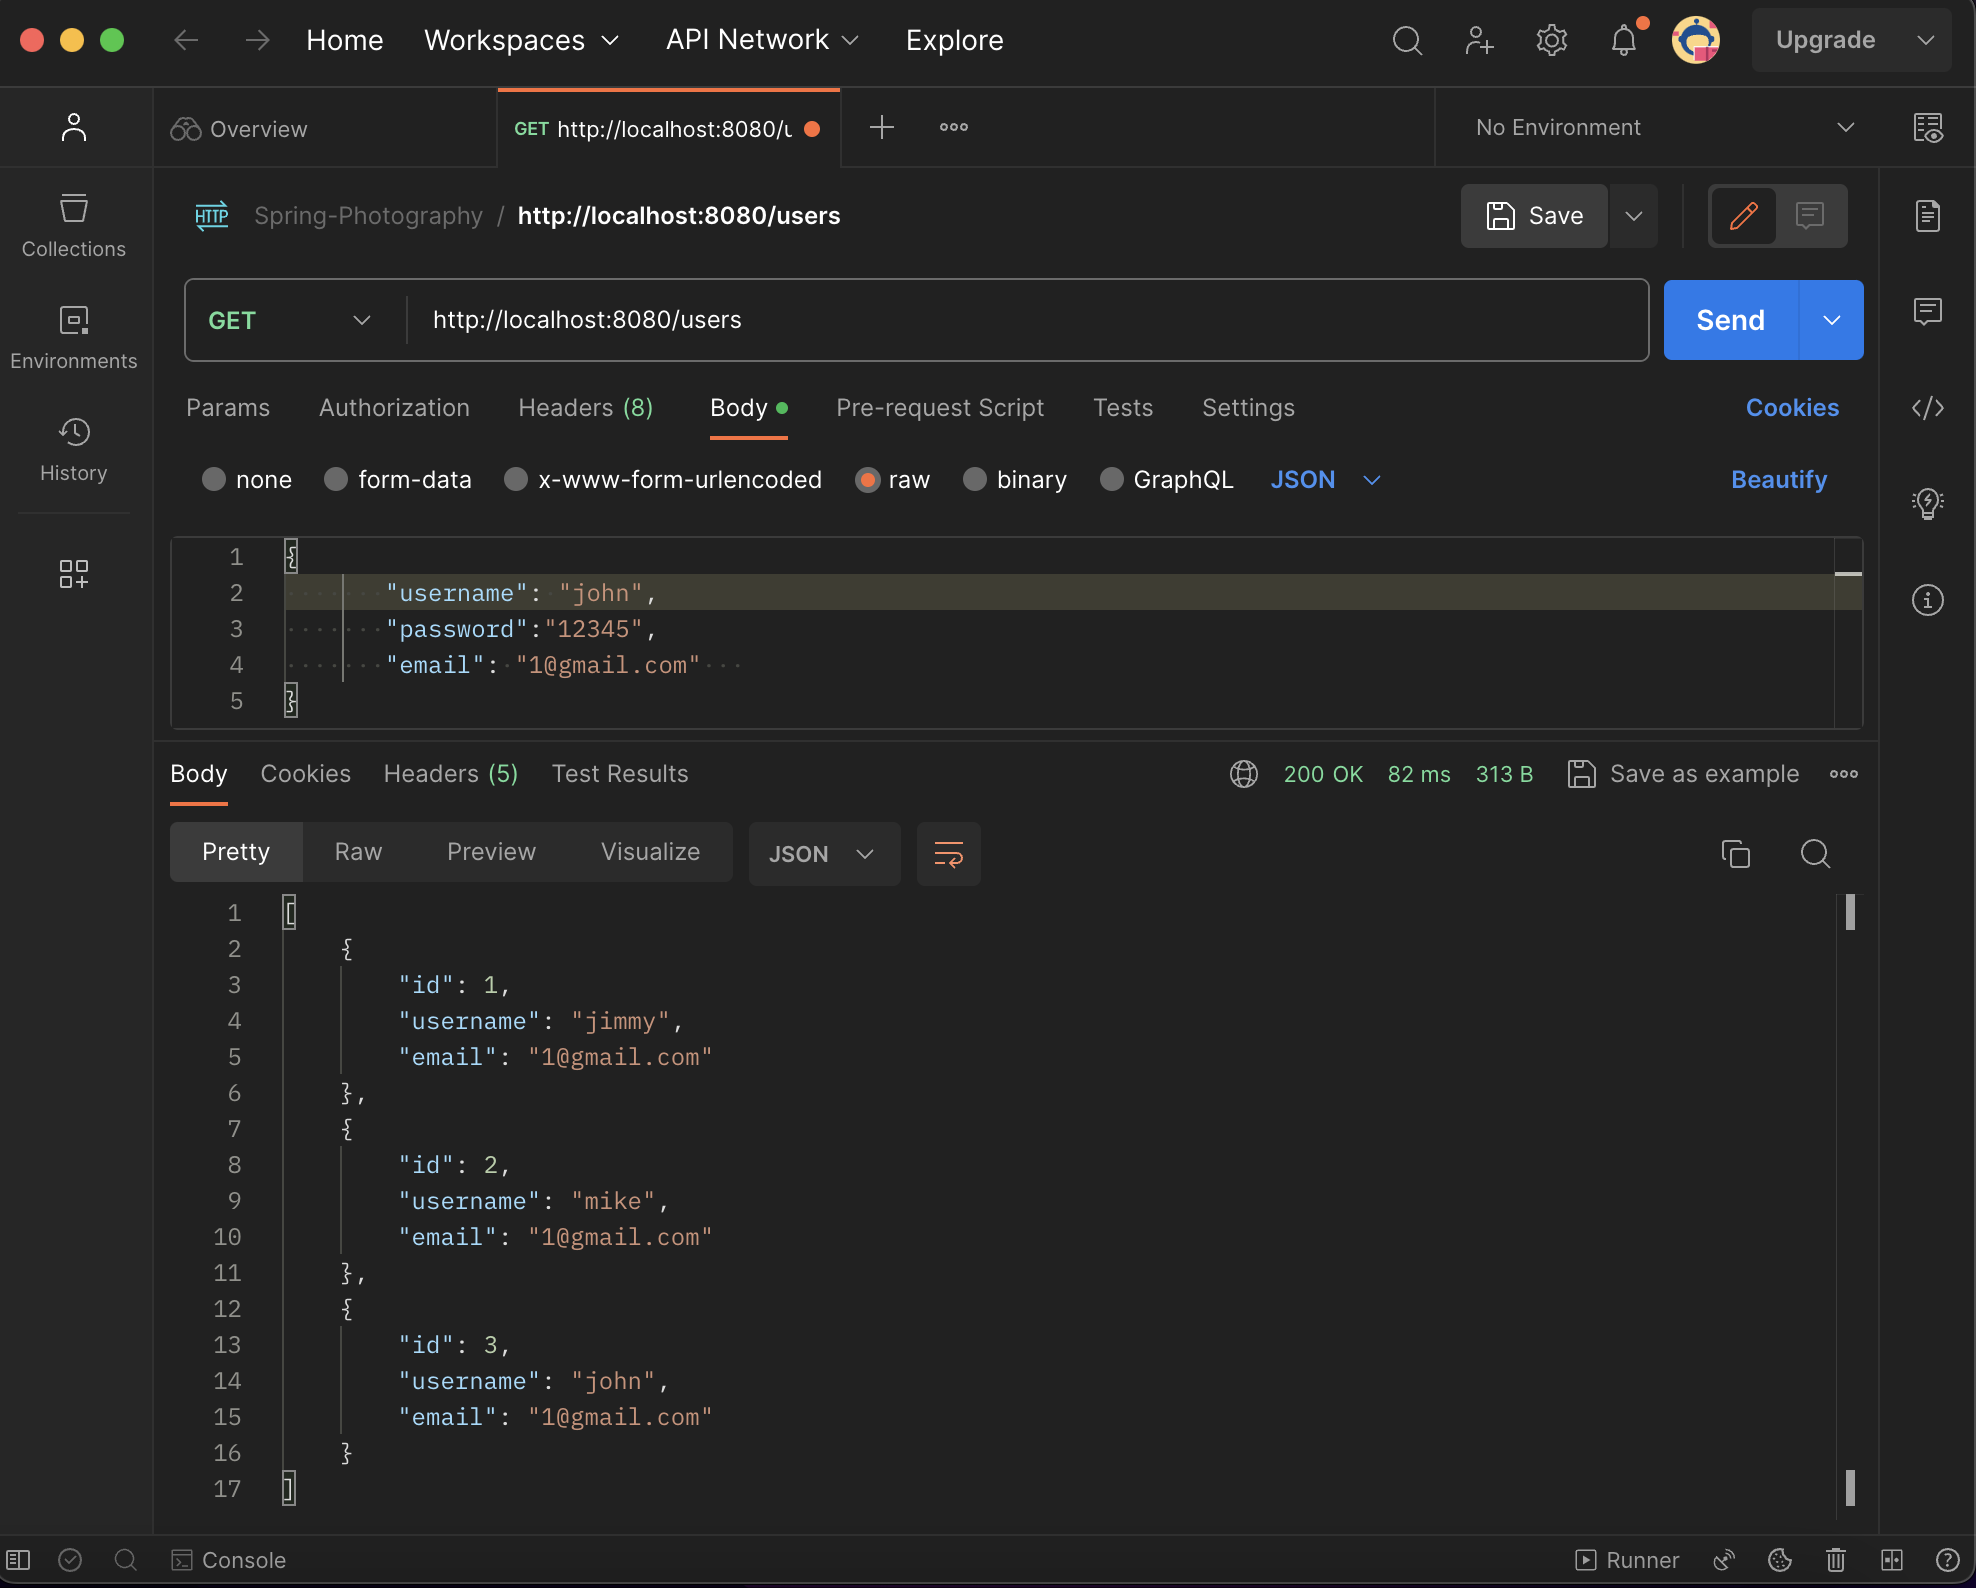 Home Workspaces API Network Explore Upgrade
Overview GET http://localhost:8080/u No Environment
HTTP Spring-Photography / http://localhost:8080/users Save
Collections
GET http://localhost:8080/users Send
Environments
Params Authorization Headers (8) Body Pre-request Script Tests Settings Cookies
History
none form-data x-www-form-urlencoded raw binary GraphQL JSON Beautify
1 {
2 "username": "john",
3 "password":"12345",
4 "email": "1@gmail.com"
5 }
Body Cookies Headers (5) Test Results 200 OK 82 ms 313 B Save as example
Pretty Raw Preview Visualize JSON
1 [
2 {
3 "id": 1,
4 "username": "jimmy",
5 "email": "1@gmail.com"
6 },
7 {
8 "id": 2,
9 "username": "mike",
10 "email": "1@gmail.com"
11 },
12 {
13 "id": 3,
14 "username": "john",
15 "email": "1@gmail.com"
16 }
17 ]
Console Runner